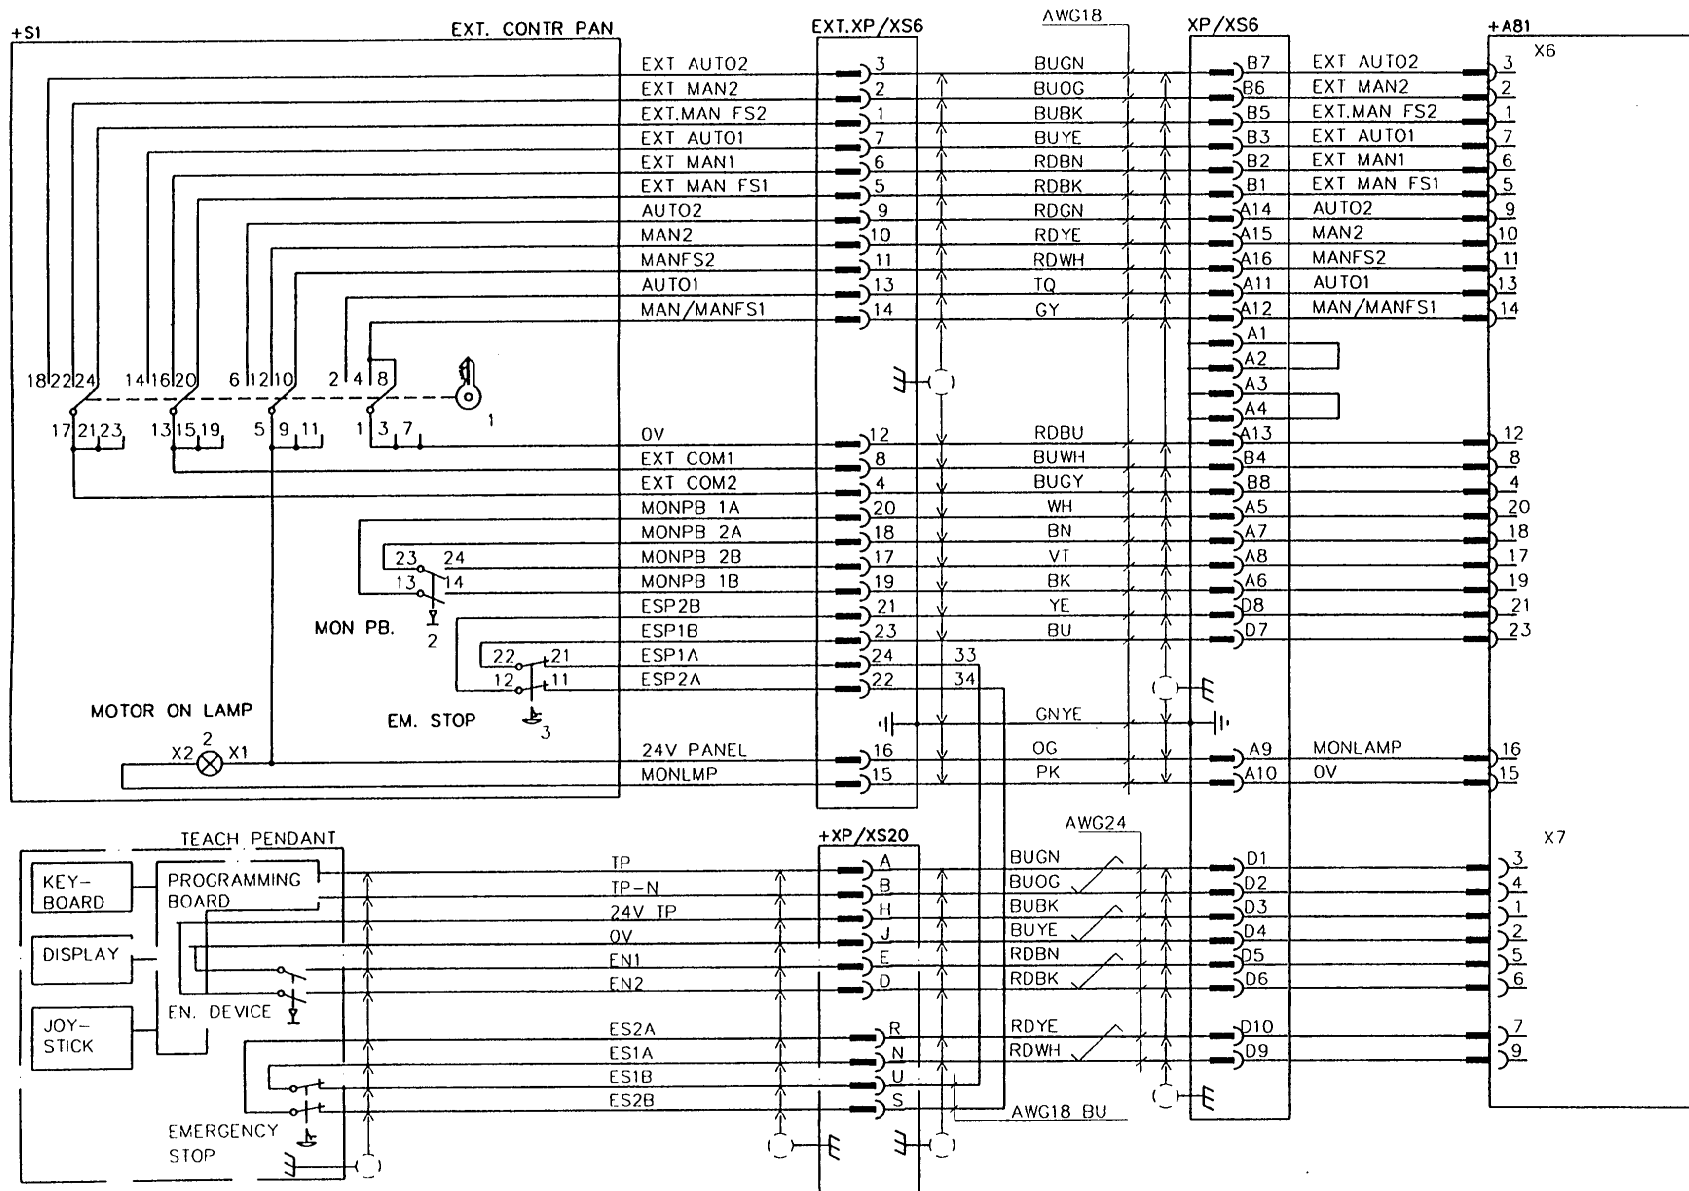 +S1 EXT. CONTR PAN EXT.XP/XS6 AWG18 XP/XS6 +A81
X6
EXT AUTO2 3 BUGN B7 EXT AUTO2 3
EXT MAN2 2 BUOG B6 EXT MAN2 2
EXT.MAN FS2 1 BUBK B5 EXT.MAN FS2 1
EXT AUTO1 7 BUYE B3 EXT AUTO1 7
EXT MAN1 6 RDBN B2 EXT MAN1 6
EXT MAN FS1 5 RDBK B1 EXT MAN FS1 5
AUTO2 9 RDGN A14 AUTO2 9
MAN2 10 RDYE A15 MAN2 10
MANFS2 11 RDWH A16 MANFS2 11
AUTO1 13 TQ A11 AUTO1 13
MAN/MANFS1 14 GY A12 MAN/MANFS1 14
A1
A2
18 22 24 14 16 20 6 12 10 2 4 8
A3
1 A4
17 21 23 13 15 19 5 9 11 1 3 7
0V 12 RDBU A13 12
EXT COM1 8 BUWH B4 8
EXT COM2 4 BUGY B8 4
MONPB 1A 20 WH A5 20
MONPB 2A 18 BN A7 18
23 24 MONPB 2B 17 VT A8 17
13 14 MONPB 1B 19 BK A6 19
ESP2B 21 YE D8 21
MON PB. 2 ESP1B 23 BU D7 23
22 21 ESP1A 24 33
12 11 ESP2A 22 34
MOTOR ON LAMP EM. STOP 3 GNYE
X2 2 X1 24V PANEL 16 OG A9 MONLAMP 16
MONLMP 15 PK A10 0V 15
TEACH PENDANT +XP/XS20 AWG24 X7
TP A BUGN D1 3
KEY-
BOARD
PROGRAMMING
BOARD
TP-N B BUOG D2 4
24V TP H BUBK D3 1
0V J BUYE D4 2
DISPLAY EN1 E RDBN D5 5
EN2 D RDBK D6 6
EN. DEVICE
JOY-
STICK
ES2A R RDYE D10 7
ES1A N RDWH D9 9
ES1B U
ES2B S AWG18 BU
EMERGENCY
STOP